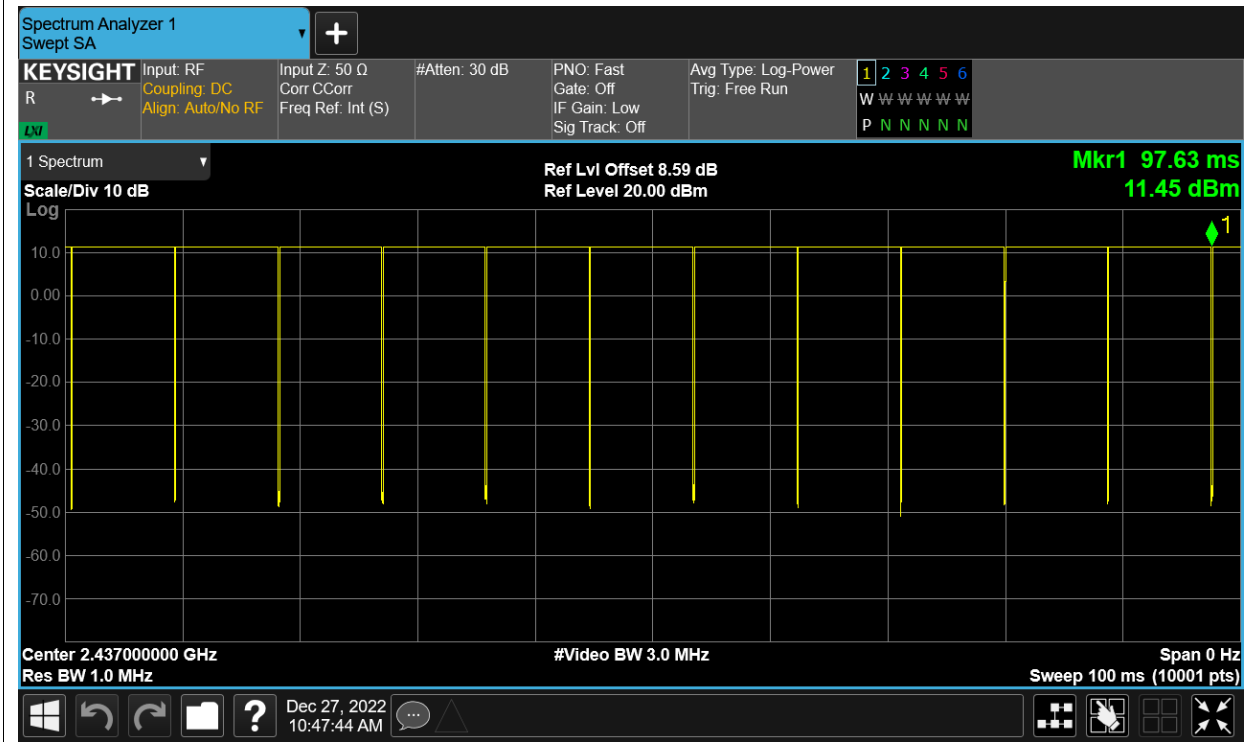 Spectrum Analyzer 1
Swept SA
KEYSIGHT
R
LXI
Input: RF
Coupling: DC
Align: Auto/No RF
Input Z: 50 Ω
Corr CCorr
Freq Ref: Int (S)
#Atten: 30 dB
PNO: Fast
Gate: Off
IF Gain: Low
Sig Track: Off
Avg Type: Log-Power
Trig: Free Run
1 2 3 4 5 6
W W W W W W
P N N N N N
1 Spectrum
Scale/Div 10 dB
Log
Ref Lvl Offset 8.59 dB
Ref Level 20.00 dBm
Mkr1 97.63 ms
11.45 dBm
1
10.0
0.00
-10.0
-20.0
-30.0
-40.0
-50.0
-60.0
-70.0
Center 2.437000000 GHz
Res BW 1.0 MHz
#Video BW 3.0 MHz
Span 0 Hz
Sweep 100 ms (10001 pts)
?
Dec 27, 2022
10:47:44 AM